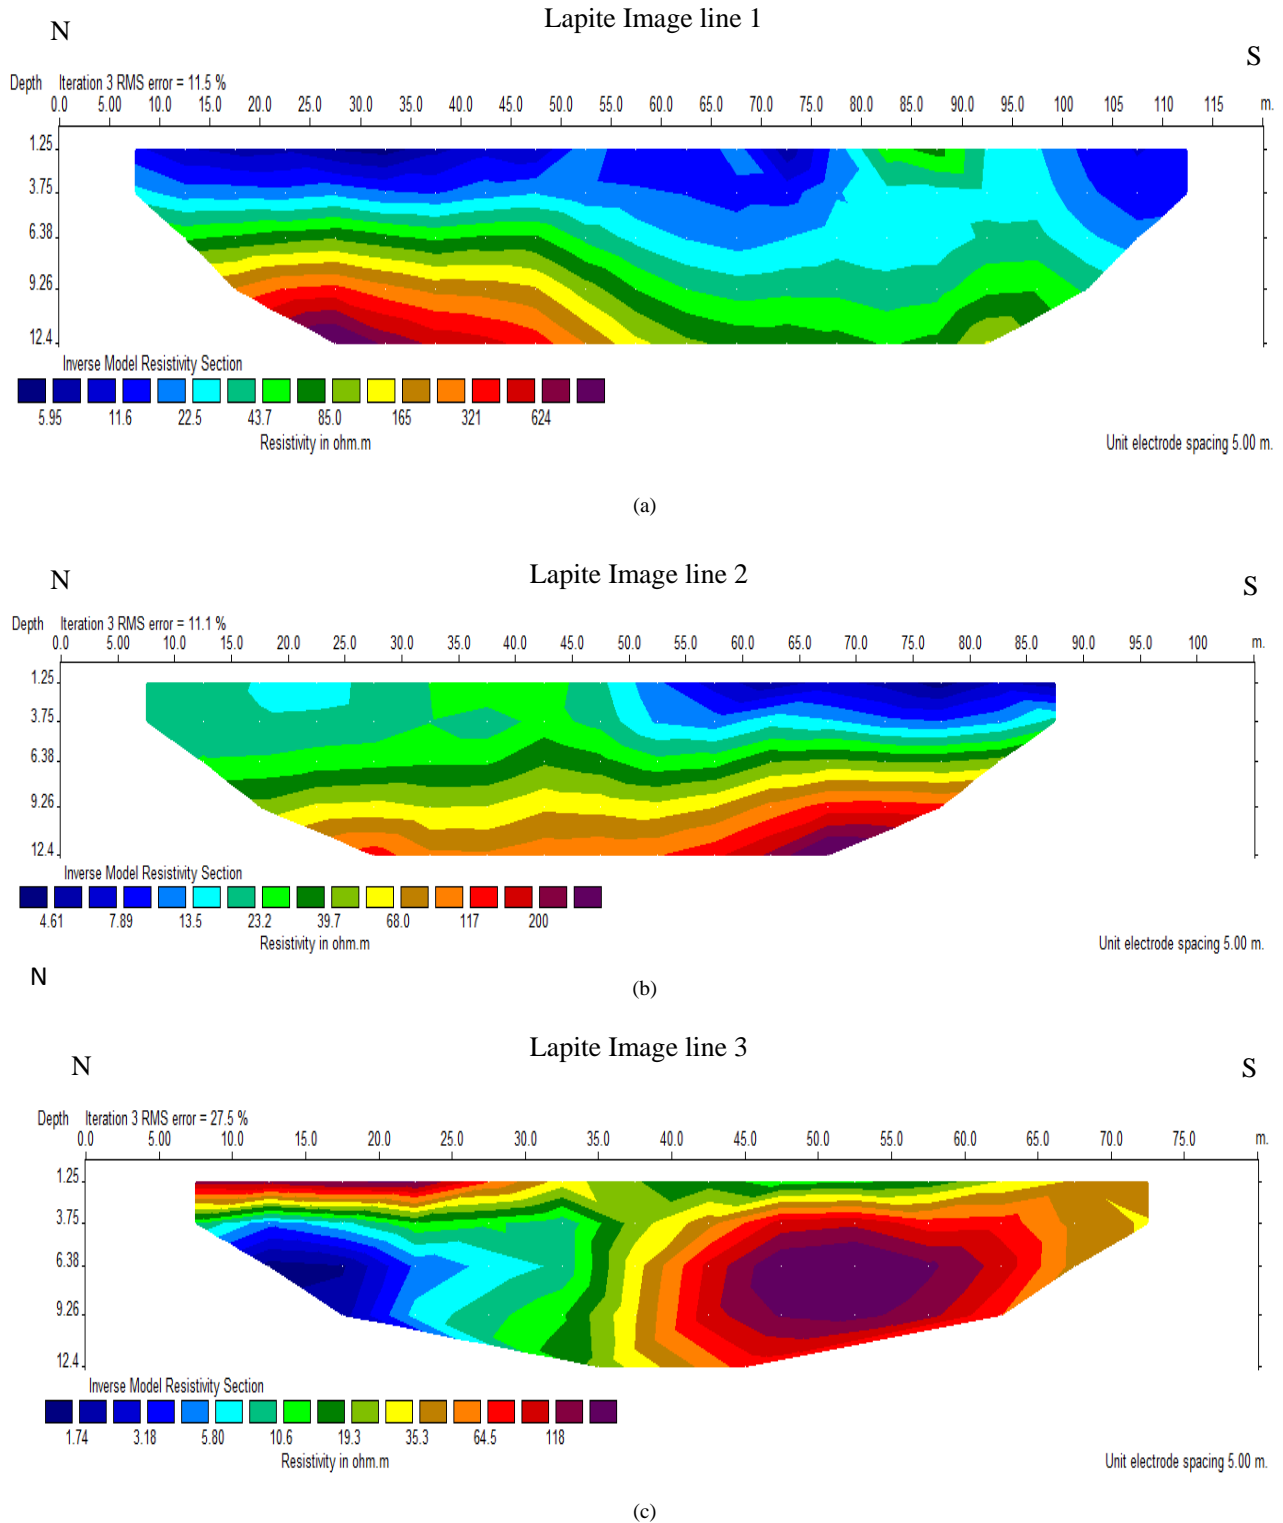 Lapite Image line 1
N
S
Depth Iteration 3 RMS error = 11.5 %
0.0 5.00 10.0 15.0 20.0 25.0 30.0 35.0 40.0 45.0 50.0 55.0 60.0 65.0 70.0 75.0 80.0 85.0 90.0 95.0 100 105 110 115 m.
1.25
3.75
6.38
9.26
12.4
Inverse Model Resistivity Section
5.95 11.6 22.5 43.7 85.0 165 321 624
Resistivity in ohm.m
Unit electrode spacing 5.00 m.
(a)
Lapite Image line 2
N
S
Depth Iteration 3 RMS error = 11.1 %
0.0 5.00 10.0 15.0 20.0 25.0 30.0 35.0 40.0 45.0 50.0 55.0 60.0 65.0 70.0 75.0 80.0 85.0 90.0 95.0 100 m.
1.25
3.75
6.38
9.26
12.4
Inverse Model Resistivity Section
4.61 7.89 13.5 23.2 39.7 68.0 117 200
Resistivity in ohm.m
Unit electrode spacing 5.00 m.
N
(b)
Lapite Image line 3
N
S
Depth Iteration 3 RMS error = 27.5 %
0.0 5.00 10.0 15.0 20.0 25.0 30.0 35.0 40.0 45.0 50.0 55.0 60.0 65.0 70.0 75.0 m.
1.25
3.75
6.38
9.26
12.4
Inverse Model Resistivity Section
1.74 3.18 5.80 10.6 19.3 35.3 64.5 118
Resistivity in ohm.m
Unit electrode spacing 5.00 m.
(c)